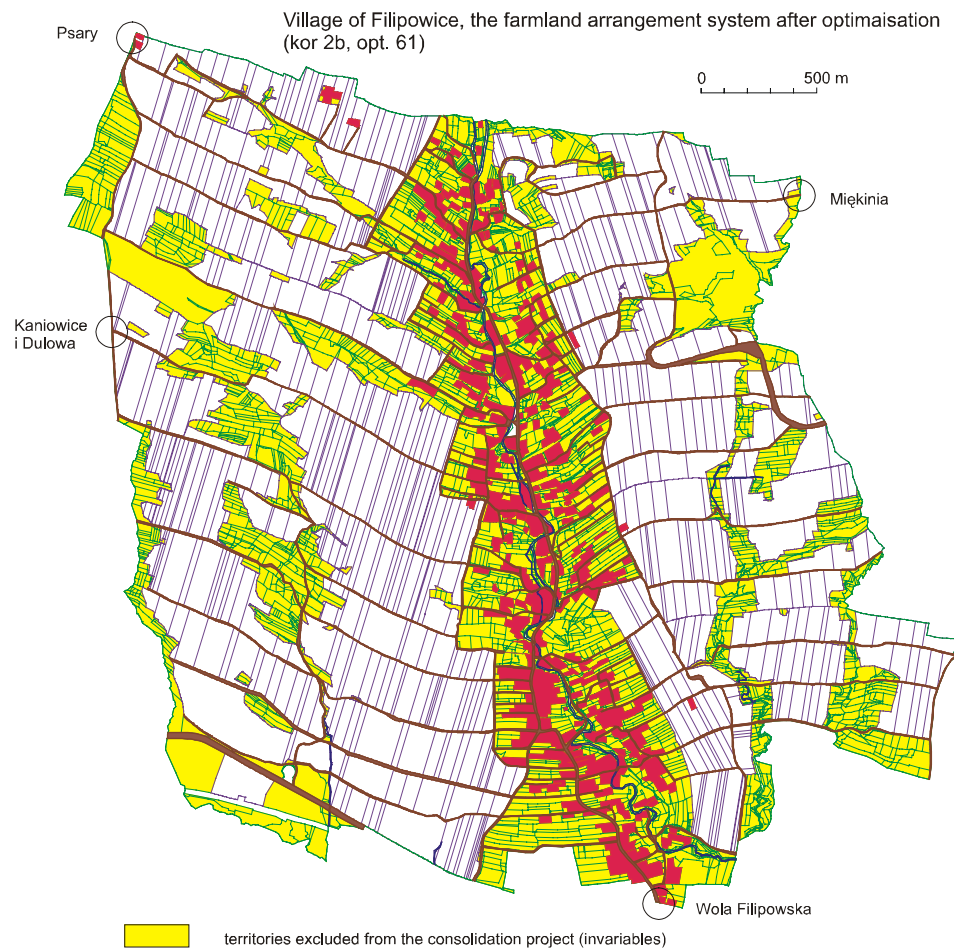 Village of Filipowice, the farmland arrangement system after optimaisation
(kor 2b, opt. 61)
Psary
0 500 m
Miękinia
Kaniowice
i Dulowa
Wola Filipowska
territories excluded from the consolidation project (invariables)